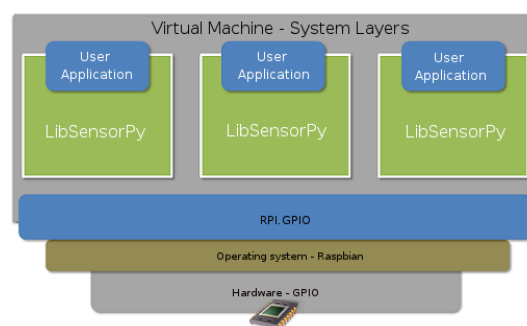 Virtual Machine - System Layers
User
Application
LibSensorPy
User
Application
LibSensorPy
User
Application
LibSensorPy
RPI.GPIO
Operating system - Raspbian
Hardware - GPIO